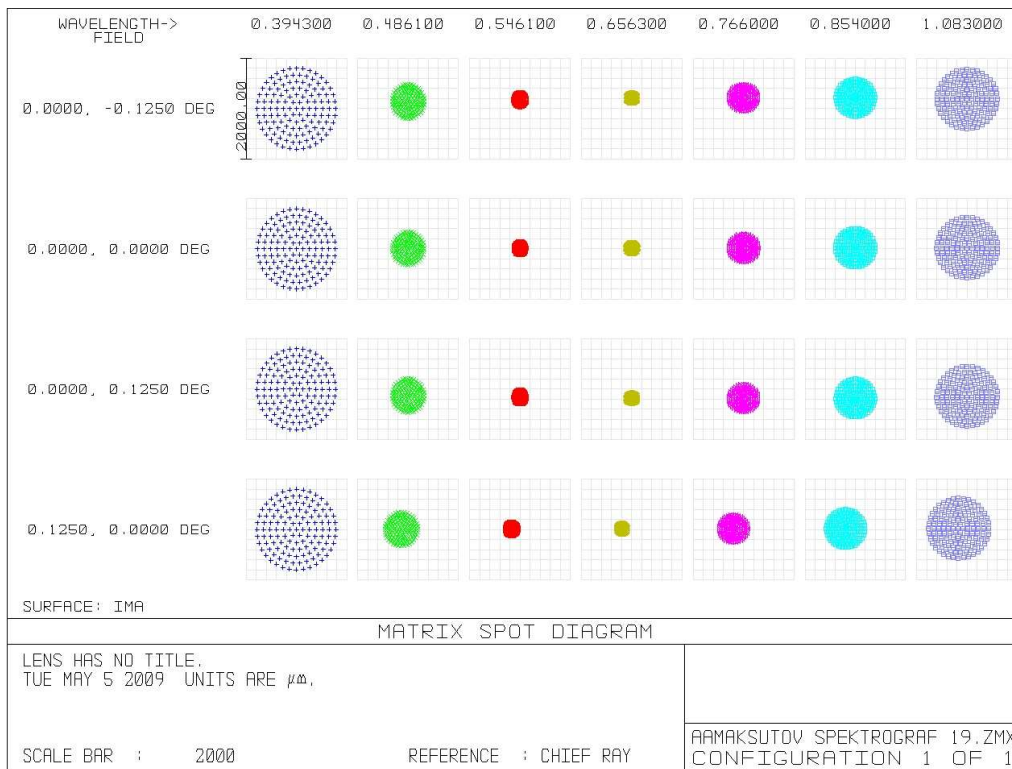 WAVELENGTH-> 0.394300 0.486100 0.546100 0.656300 0.766000 0.854000 1.083000
FIELD
2000.00
0.0000, -0.1250 DEG
0.0000, 0.0000 DEG
0.0000, 0.1250 DEG
0.1250, 0.0000 DEG
SURFACE: IMA
MATRIX SPOT DIAGRAM
LENS HAS NO TITLE.
TUE MAY 5 2009 UNITS ARE µm.
SCALE BAR : 2000 REFERENCE : CHIEF RAY
AAMAKSUTOV SPEKTROGRAF 19.ZMX
CONFIGURATION 1 OF 1